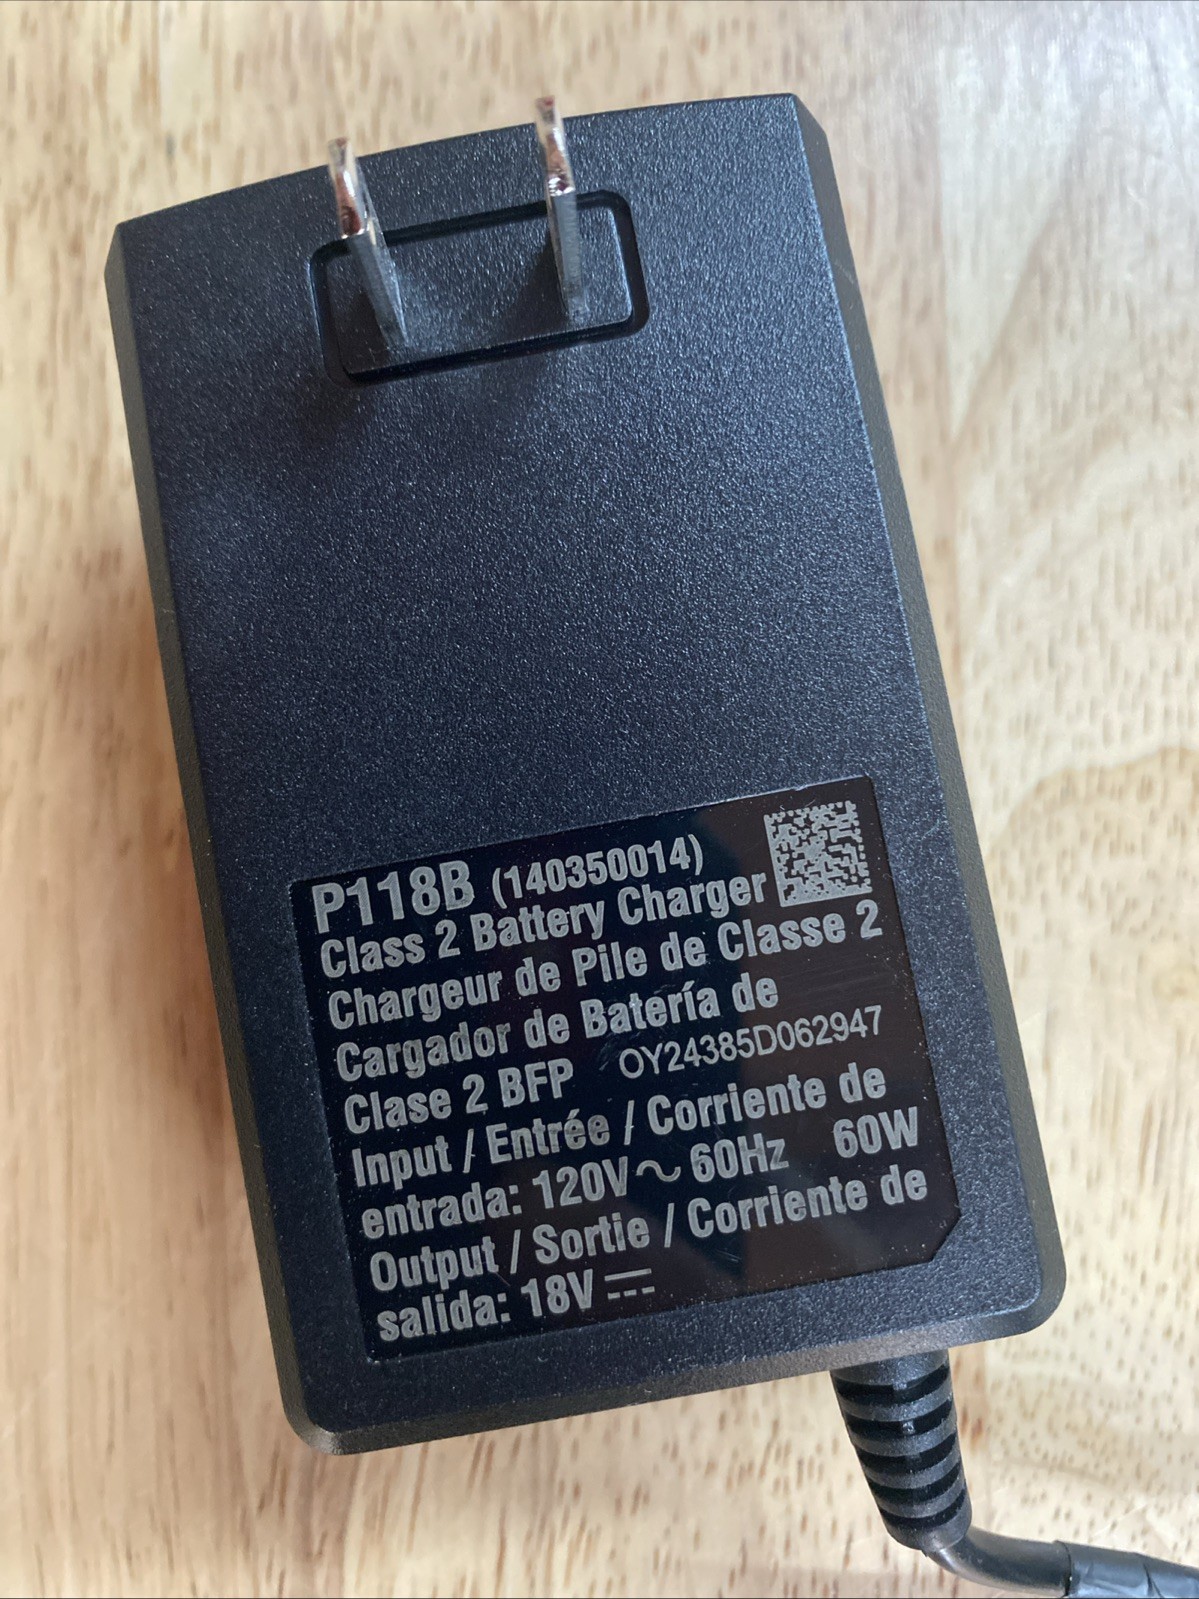 P118B (140350014)
Class 2 Battery Charger
Chargeur de Pile de Classe 2
Cargador de Batería de
Clase 2 BFP OY24385D062947
Input / Entrée / Corriente de
entrada: 120V ~ 60Hz 60W
Output / Sortie / Corriente de
salida: 18V ⎓